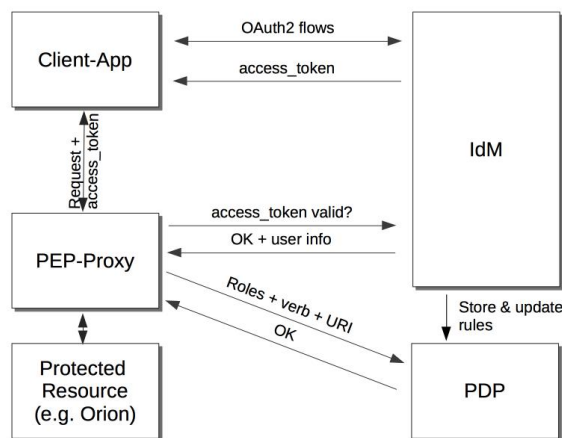 OAuth2 flows
Client-App
access_token
IdM
Request +
access_token
access_token valid?
OK + user info
PEP-Proxy
Roles + verb + URI
OK
Store & update
rules
Protected
Resource
(e.g. Orion)
PDP